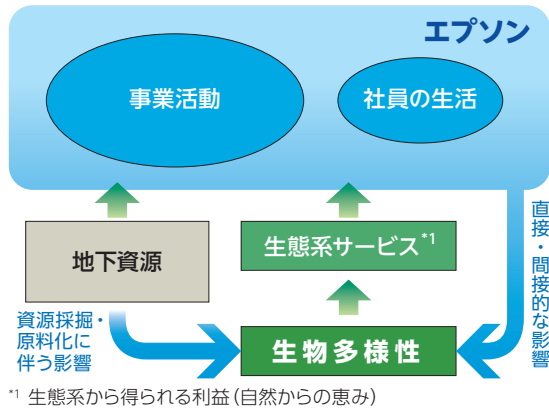 エプソン
事業活動
社員の生活
地下資源
生態系サービス*1
直接・間接的な影響
資源採掘・
原料化に
伴う影響
生物多様性
*1 生態系から得られる利益(自然からの恵み)